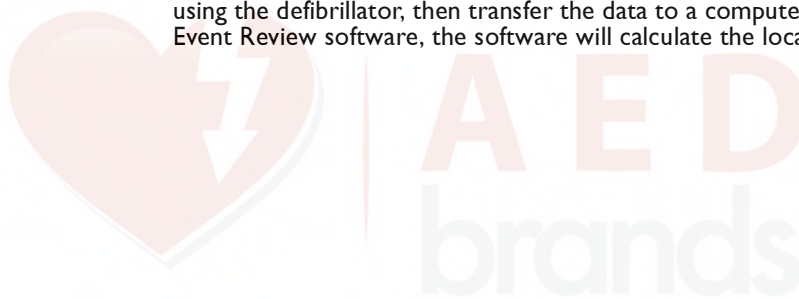 using the defibrillator, then transfer the data to a compute
Event Review software, the software will calculate the loca
AED
brands